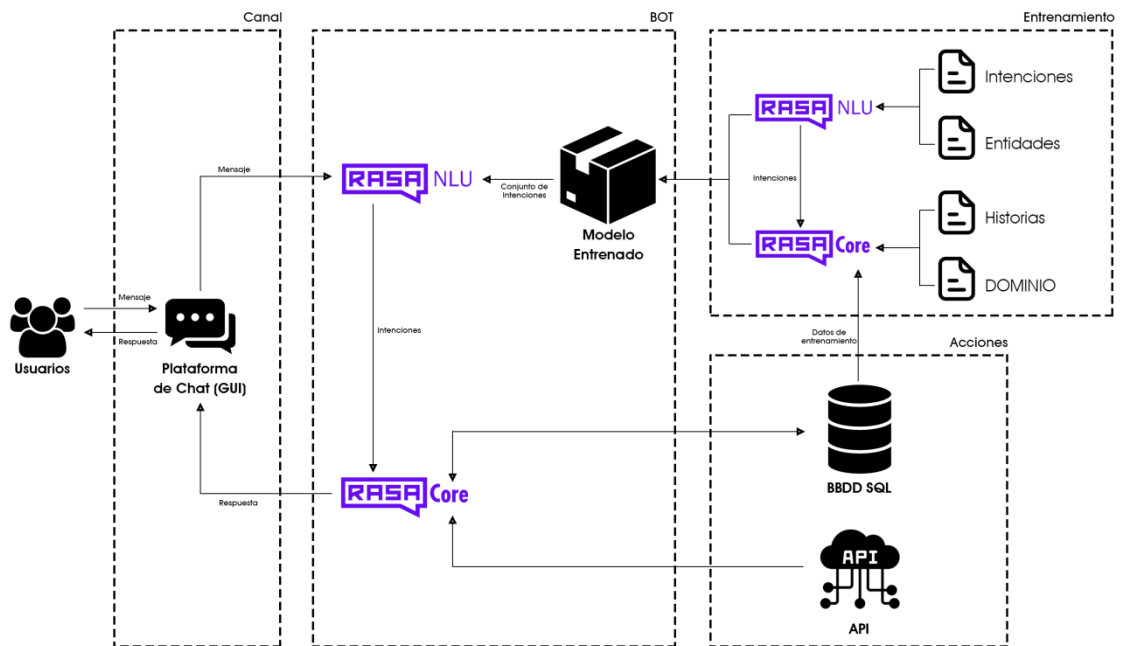 Canal
BOT
Entrenamiento
Intenciones
RASA NLU
Entidades
Mensaje
RASA NLU
Conjunto de
Intenciones
Intenciones
Modelo
Entrenado
Historias
RASA Core
DOMINIO
Mensaje
Respuesta
Usuarios
Plataforma
de Chat (GUI)
Intenciones
Datos de
entrenamiento
Acciones
BBDD SQL
RASA Core
Respuesta
API
API